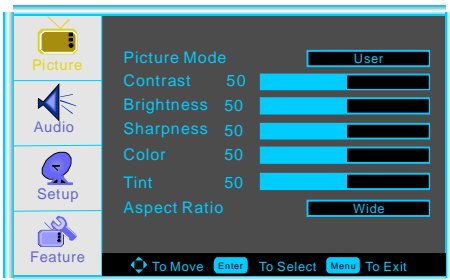 Picture
Audio
Setup
Feature
Picture Mode User
Contrast 50
Brightness 50
Sharpness 50
Color 50
Tint 50
Aspect Ratio Wide
To Move Enter To Select Menu To Exit